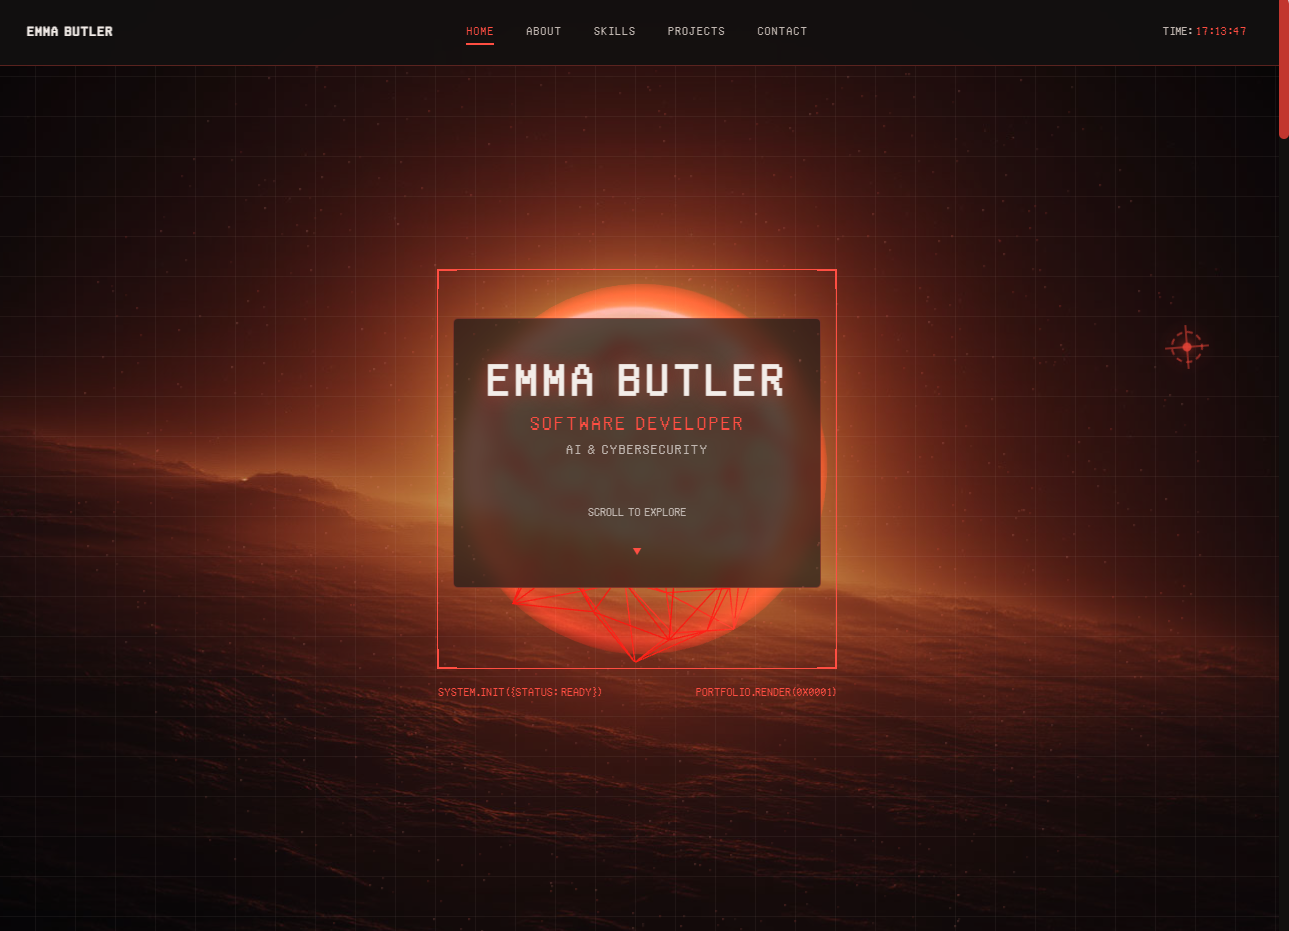 EMMA BUTLER
HOME ABOUT SKILLS PROJECTS CONTACT
TIME: 17:13:47
EMMA BUTLER
SOFTWARE DEVELOPER
AI & CYBERSECURITY
SCROLL TO EXPLORE
SYSTEM.INIT({STATUS: READY})
PORTFOLIO.RENDER(0X0001)